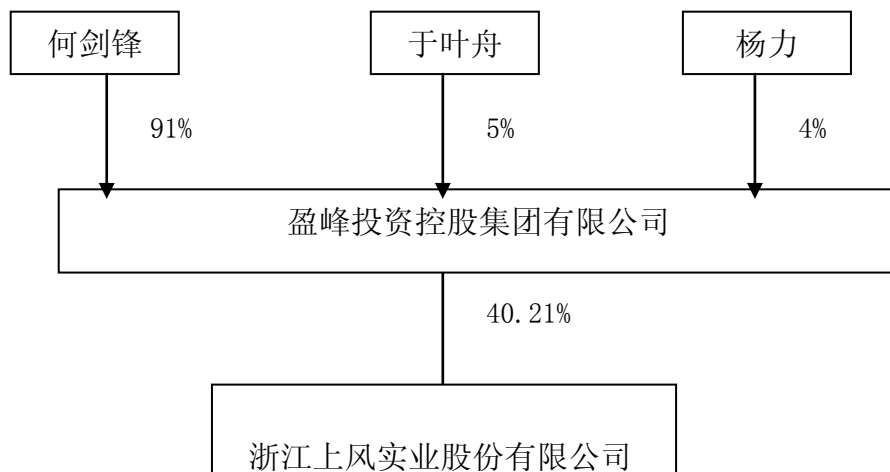 何剑锋 于叶舟 杨力
91% 5% 4%
盈峰投资控股集团有限公司
40.21%
浙江上风实业股份有限公司